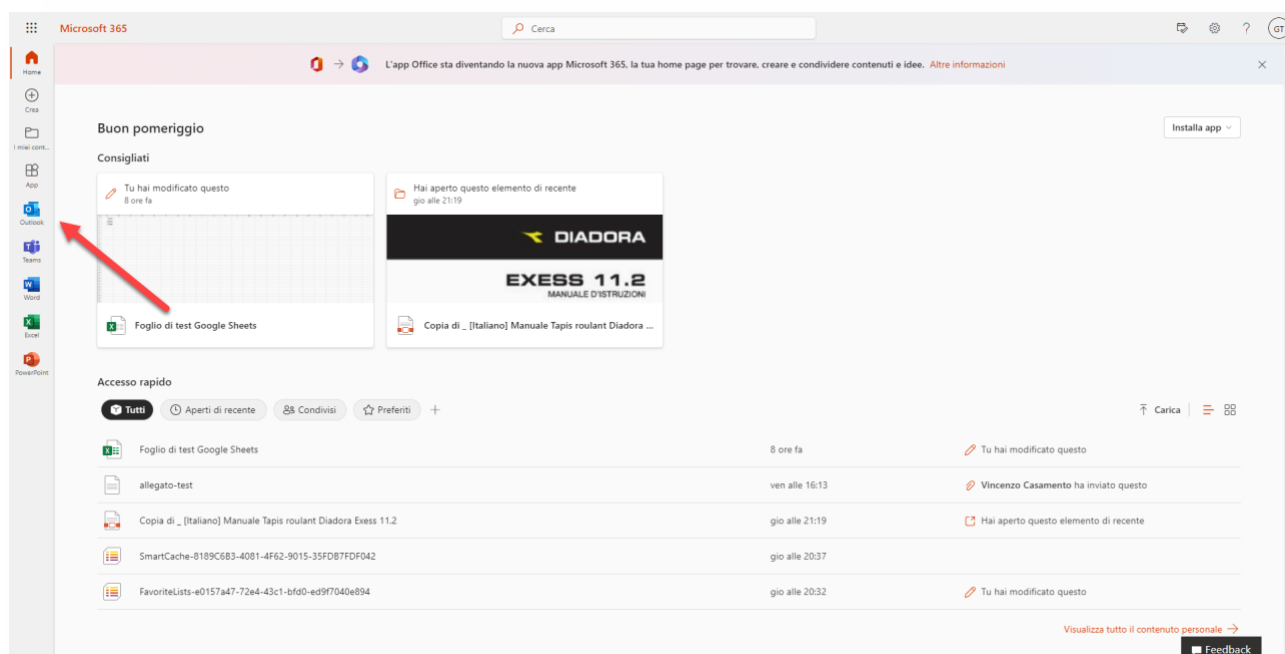 Microsoft 365
Cerca
GT
Home
Crea
I miei cont...
App
Outlook
Teams
Word
Excel
PowerPoint
L'app Office sta diventando la nuova app Microsoft 365, la tua home page per trovare, creare e condividere contenuti e idee. Altre informazioni
Buon pomeriggio
Installa app
Consigliati
Tu hai modificato questo
8 ore fa
Foglio di test Google Sheets
Hai aperto questo elemento di recente
gio alle 21:19
DIADORA
EXESS 11.2
MANUALE D'ISTRUZIONI
Copia di _ [Italiano] Manuale Tapis roulant Diadora ...
Accesso rapido
Tutti
Aperti di recente
Condivisi
Preferiti
Carica
Foglio di test Google Sheets 8 ore fa Tu hai modificato questo
allegato-test ven alle 16:13 Vincenzo Casamento ha inviato questo
Copia di _ [Italiano] Manuale Tapis roulant Diadora Exess 11.2 gio alle 21:19 Hai aperto questo elemento di recente
SmartCache-8189C6B3-4081-4F62-9015-35FDB7FDF042 gio alle 20:37
FavoriteLists-e0157a47-72e4-43c1-bfd0-ed9f7040e894 gio alle 20:32 Tu hai modificato questo
Visualizza tutto il contenuto personale
Feedback